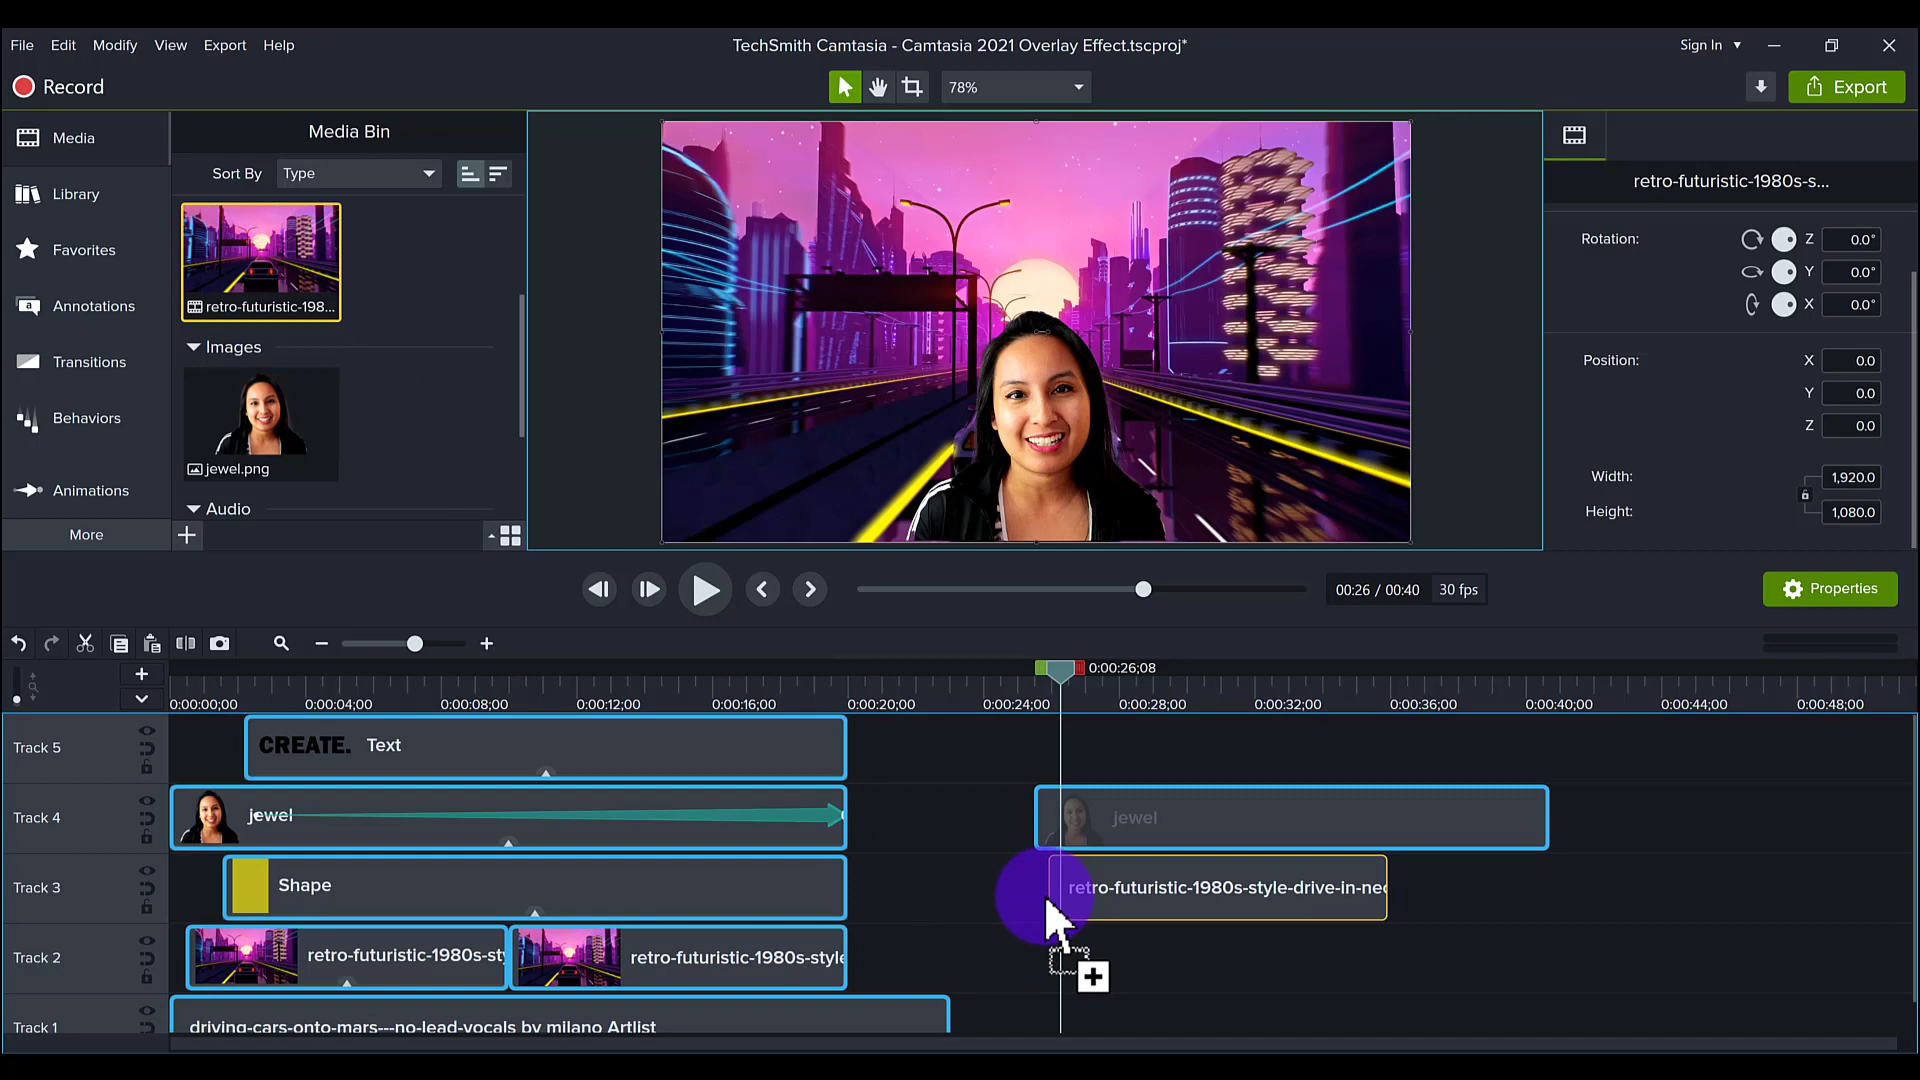 File Edit Modify View Export Help
TechSmith Camtasia - Camtasia 2021 Overlay Effect.tscproj*
Sign In
Record
78%
Export
Media
Library
Favorites
Annotations
Transitions
Behaviors
Animations
More
Media Bin
Sort By Type
retro-futuristic-198...
Images
jewel.png
Audio
retro-futuristic-1980s-s...
Rotation: Z 0.0°
Y 0.0°
X 0.0°
Position: X 0.0
Y 0.0
Z 0.0
Width: 1,920.0
Height: 1,080.0
00:26 / 00:40 30 fps
Properties
0:00:26;08
0:00:00;00 0:00:04;00 0:00:08;00 0:00:12;00 0:00:16;00 0:00:20;00 0:00:24;00 0:00:28;00 0:00:32;00 0:00:36;00 0:00:40;00 0:00:44;00 0:00:48;00
Track 5 CREATE. Text
Track 4 jewel jewel
Track 3 Shape retro-futuristic-1980s-style-drive-in-neo
Track 2 retro-futuristic-1980s-sty retro-futuristic-1980s-style
Track 1 driving-cars-onto-mars---no-lead-vocals by milano Artlist